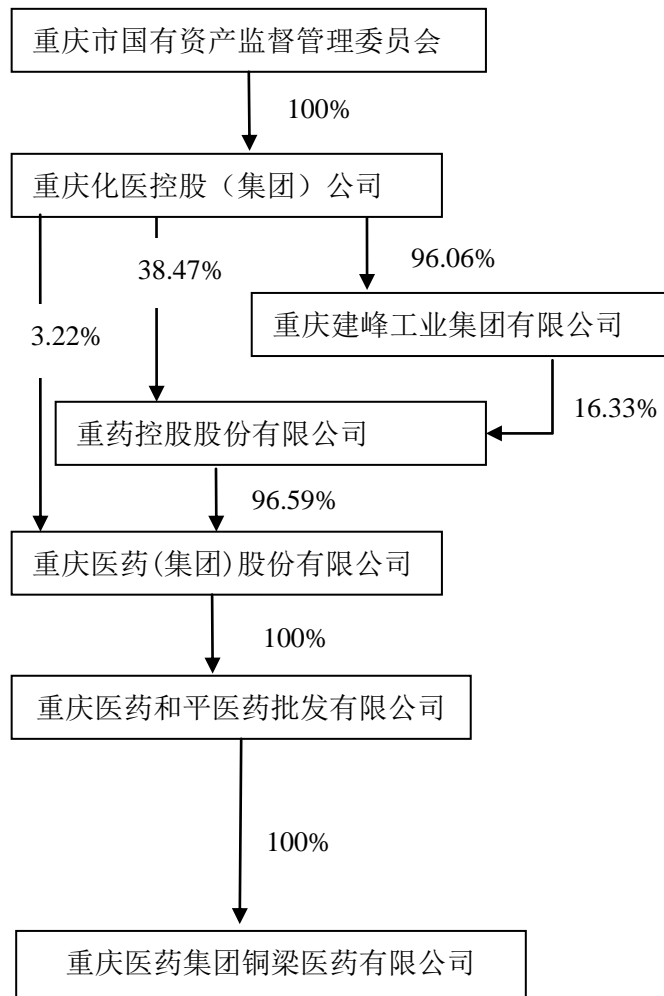 重庆市国有资产监督管理委员会
100%
重庆化医控股（集团）公司
38.47%
96.06%
3.22%
重庆建峰工业集团有限公司
16.33%
重药控股股份有限公司
96.59%
重庆医药(集团)股份有限公司
100%
重庆医药和平医药批发有限公司
100%
重庆医药集团铜梁医药有限公司